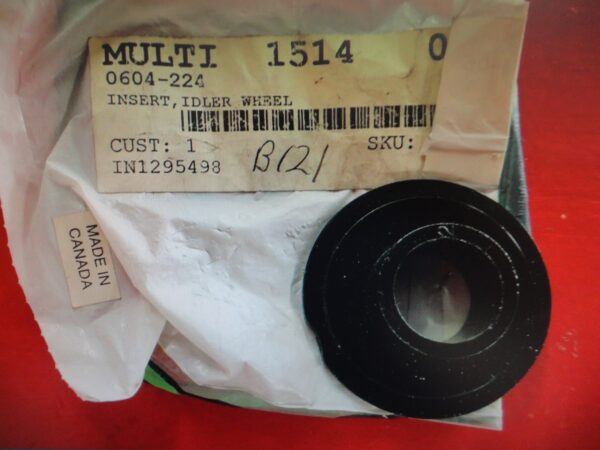 MULTI 1514 0
0604-224
INSERT, IDLER WHEEL
CUST: 1 SKU:
IN1295498 B121
MADE IN
CANADA